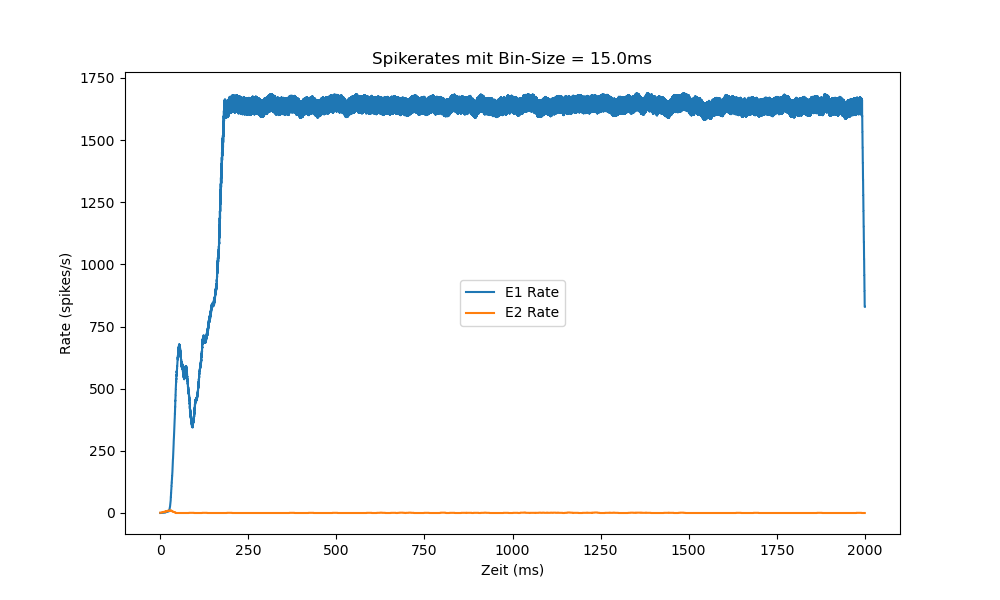 Spikerates mit Bin-Size = 15.0ms
1750
1500
1250
1000
750
500
250
0
Rate (spikes/s)
E1 Rate
E2 Rate
0 250 500 750 1000 1250 1500 1750 2000
Zeit (ms)